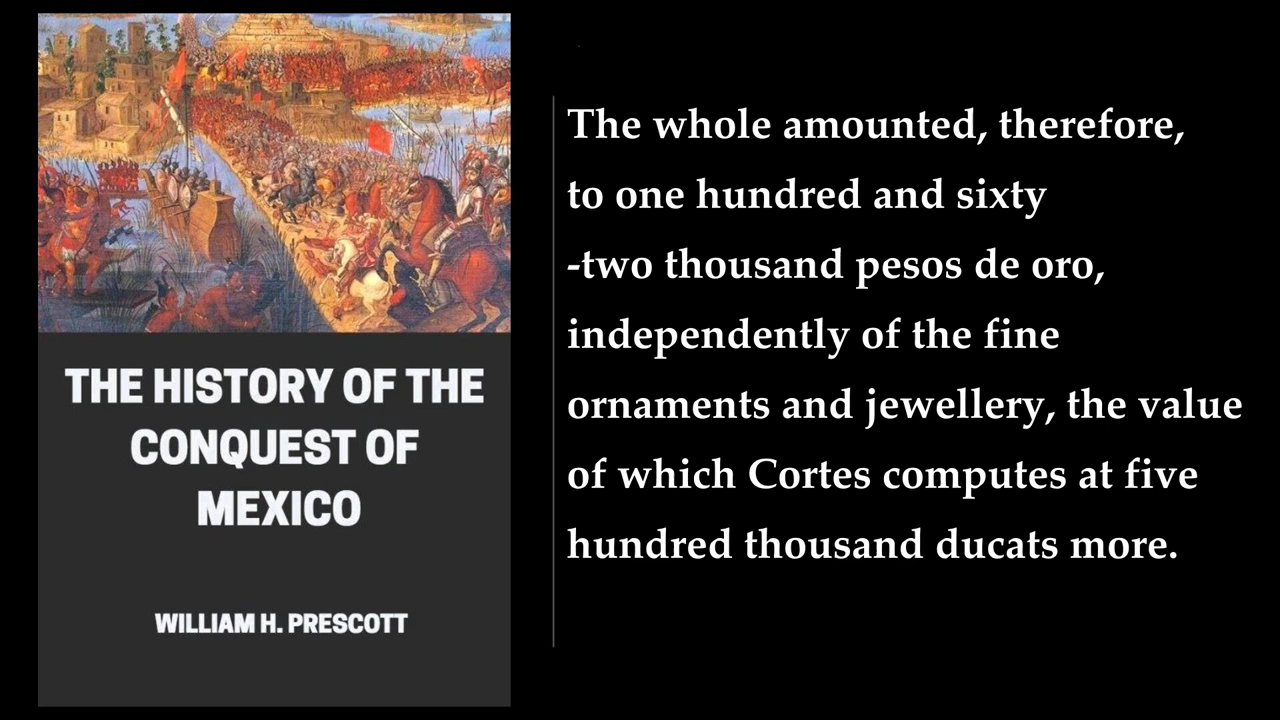 THE HISTORY OF THE
CONQUEST OF
MEXICO
WILLIAM H. PRESCOTT
The whole amounted, therefore,
to one hundred and sixty
-two thousand pesos de oro,
independently of the fine
ornaments and jewellery, the value
of which Cortes computes at five
hundred thousand ducats more.